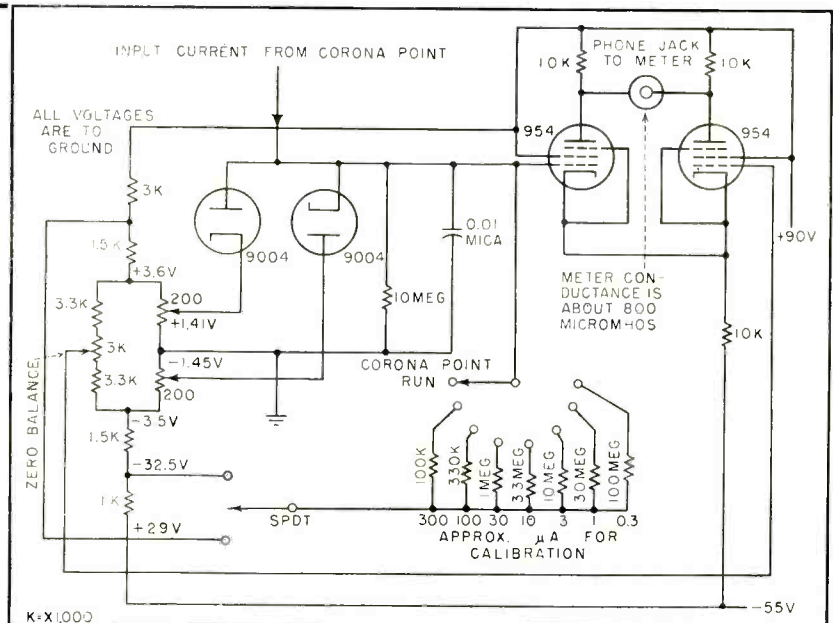 INPUT CURRENT FROM CORONA POINT
ALL VOLTAGES
ARE TO
GROUND
PHONE JACK
TO METER
10K
10K
954
954
3K
1.5K
+3.6V
9004
9004
0.01
MICA
10MEG
+90V
METER CON-
DUCTANCE IS
ABOUT 800
MICROMHOS
10K
3.3K
200
+1.41V
3K
-1.45V
3.3K
200
ZERO BALANCE
-3.5V
1.5K
-32.5V
1K
+29V
CORONA POINT
RUN
100K
330K
1MEG
3.3MEG
10MEG
30MEG
100MEG
SPDT
300 100 30 10 3 1 0.3
APPROX. μA FOR
CALIBRATION
-55V
K=X1,000